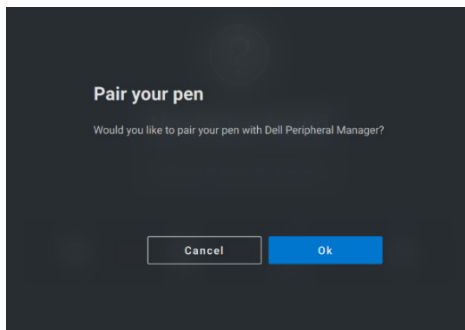 Pair your pen
Would you like to pair your pen with Dell Peripheral Manager?
Cancel
Ok